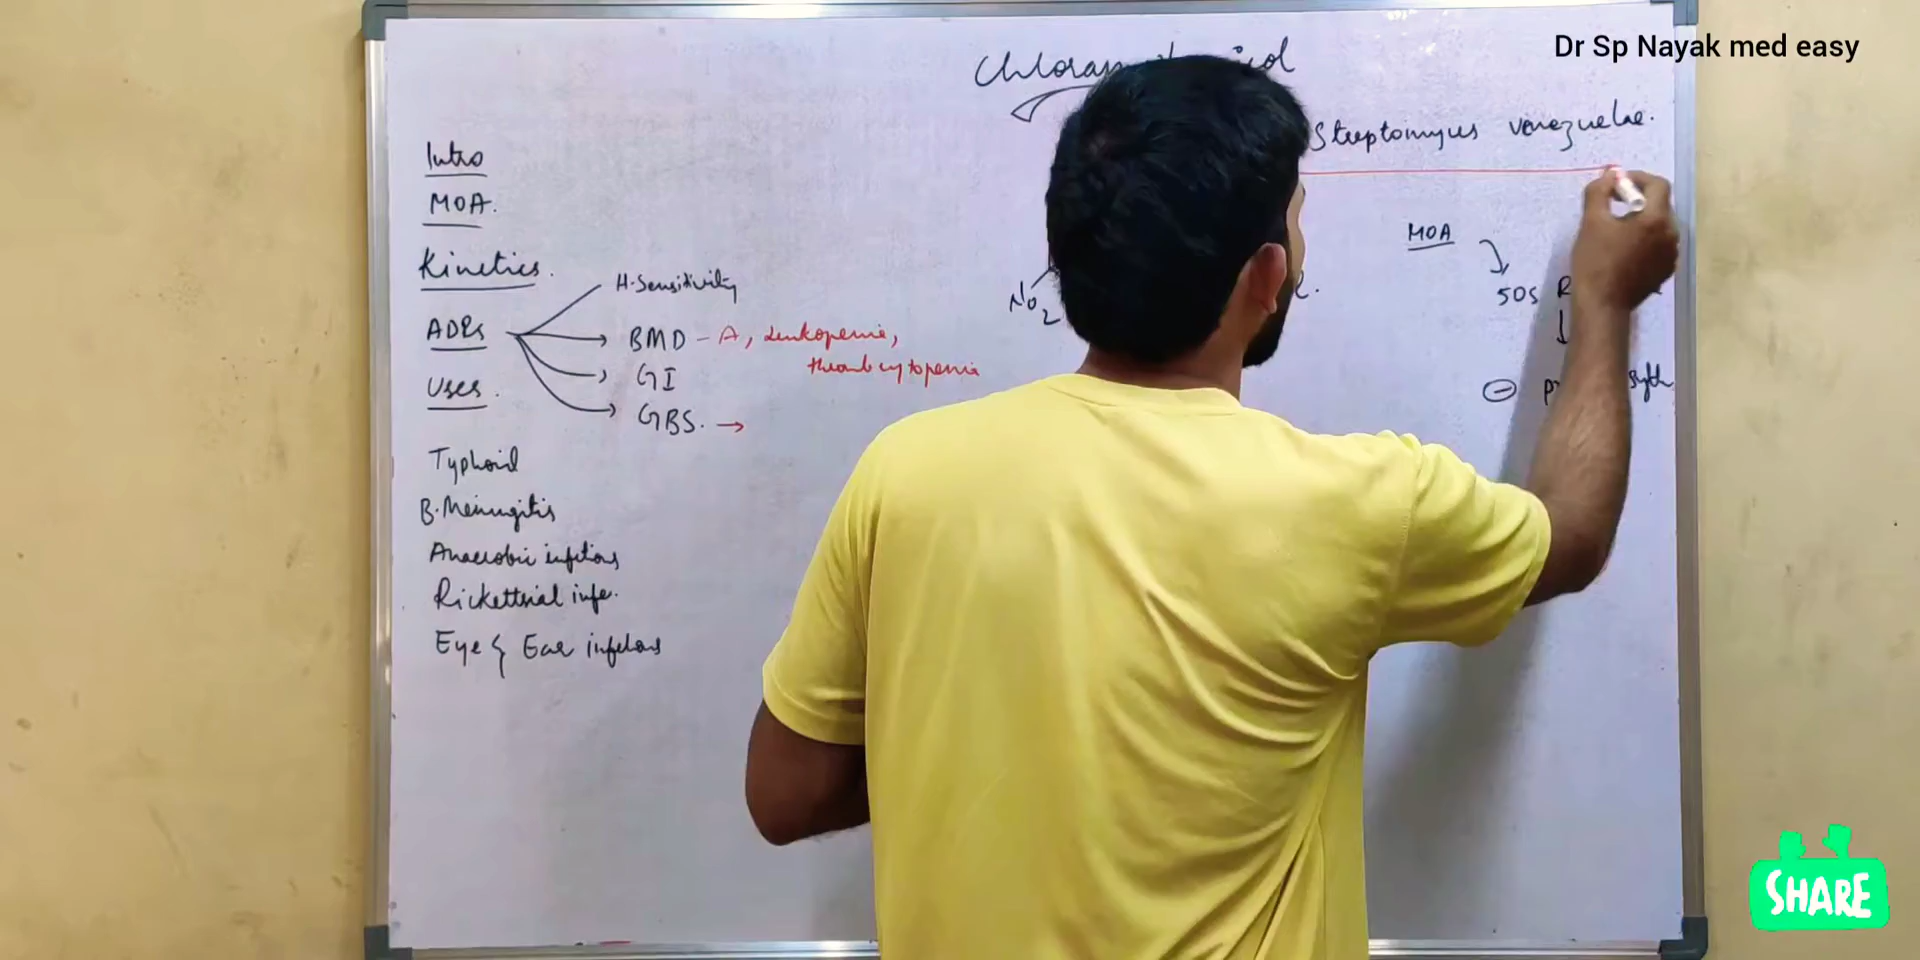 Dr Sp Nayak med easy
Streptomyces venezuelae.
Intro
MOA.
Kinetics.
ADRs
Uses.
H.Sensitivity
BMD - A, Leukopenia,
thrombocytopenia
GI
GBS. →
Typhoid
B.Meningitis
Anaerobic infections
Rickettsial infe.
Eye & Ear infections
NO2
MOA
50S
⊖
SHARE